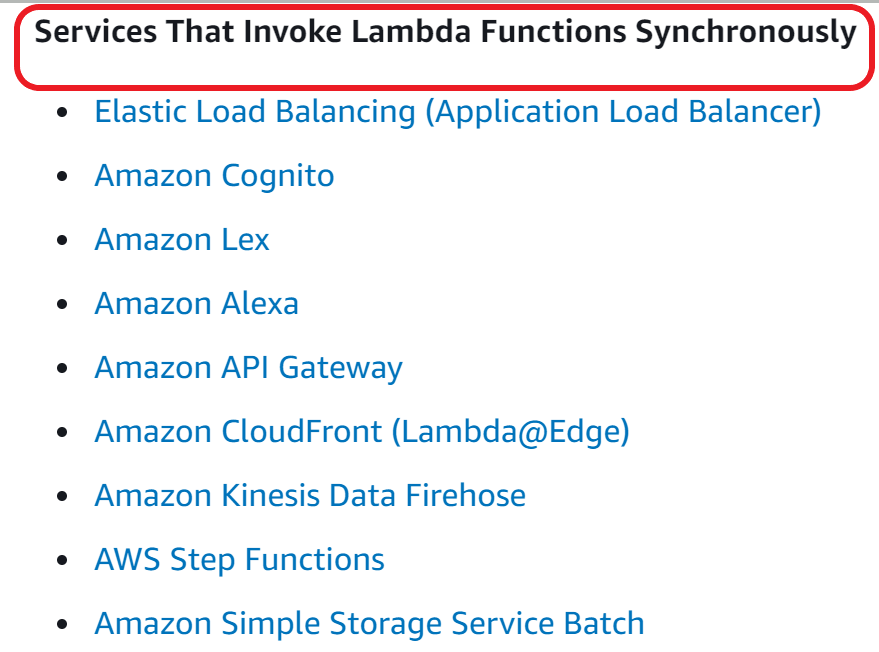 Services That Invoke Lambda Functions Synchronously
Elastic Load Balancing (Application Load Balancer)
Amazon Cognito
Amazon Lex
Amazon Alexa
Amazon API Gateway
Amazon CloudFront (Lambda@Edge)
Amazon Kinesis Data Firehose
AWS Step Functions
Amazon Simple Storage Service Batch